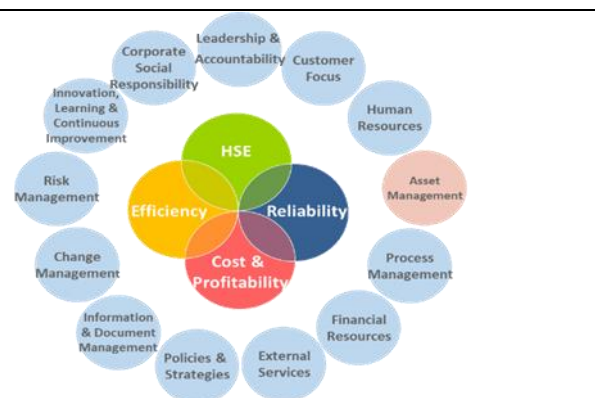 Leadership &
Accountability
Customer
Focus
Human
Resources
Asset
Management
Process
Management
Financial
Resources
External
Services
Policies &
Strategies
Information
& Document
Management
Change
Management
Risk
Management
Innovation,
Learning &
Continuous
Improvement
Corporate
Social
Responsibility
HSE
Efficiency
Reliability
Cost &
Profitability